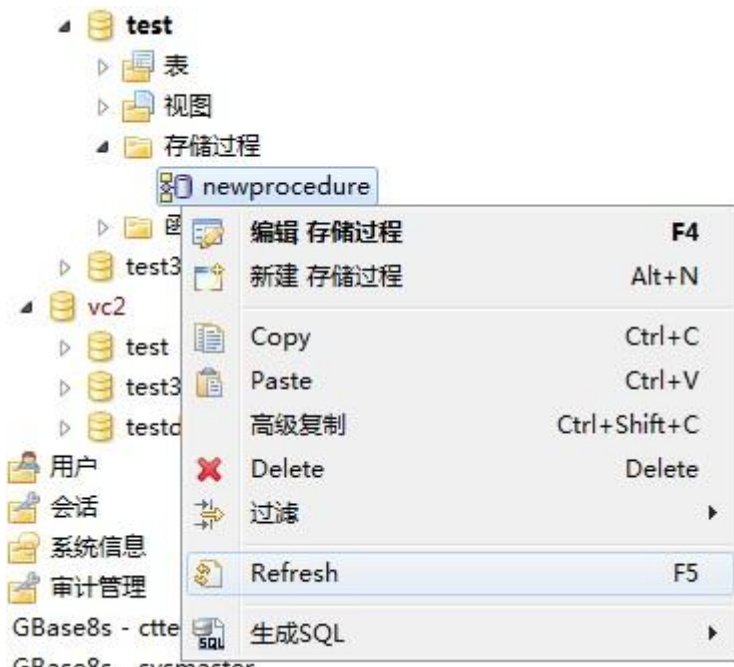 test
表
视图
存储过程
newprocedure
编辑 存储过程 F4
test3
新建 存储过程 Alt+N
vc2
test
Copy Ctrl+C
test3
Paste Ctrl+V
testd
高级复制 Ctrl+Shift+C
用户
Delete Delete
会话
过滤
系统信息
Refresh F5
审计管理
GBase8s - ctte
生成SQL
GBase8s - sysmaster